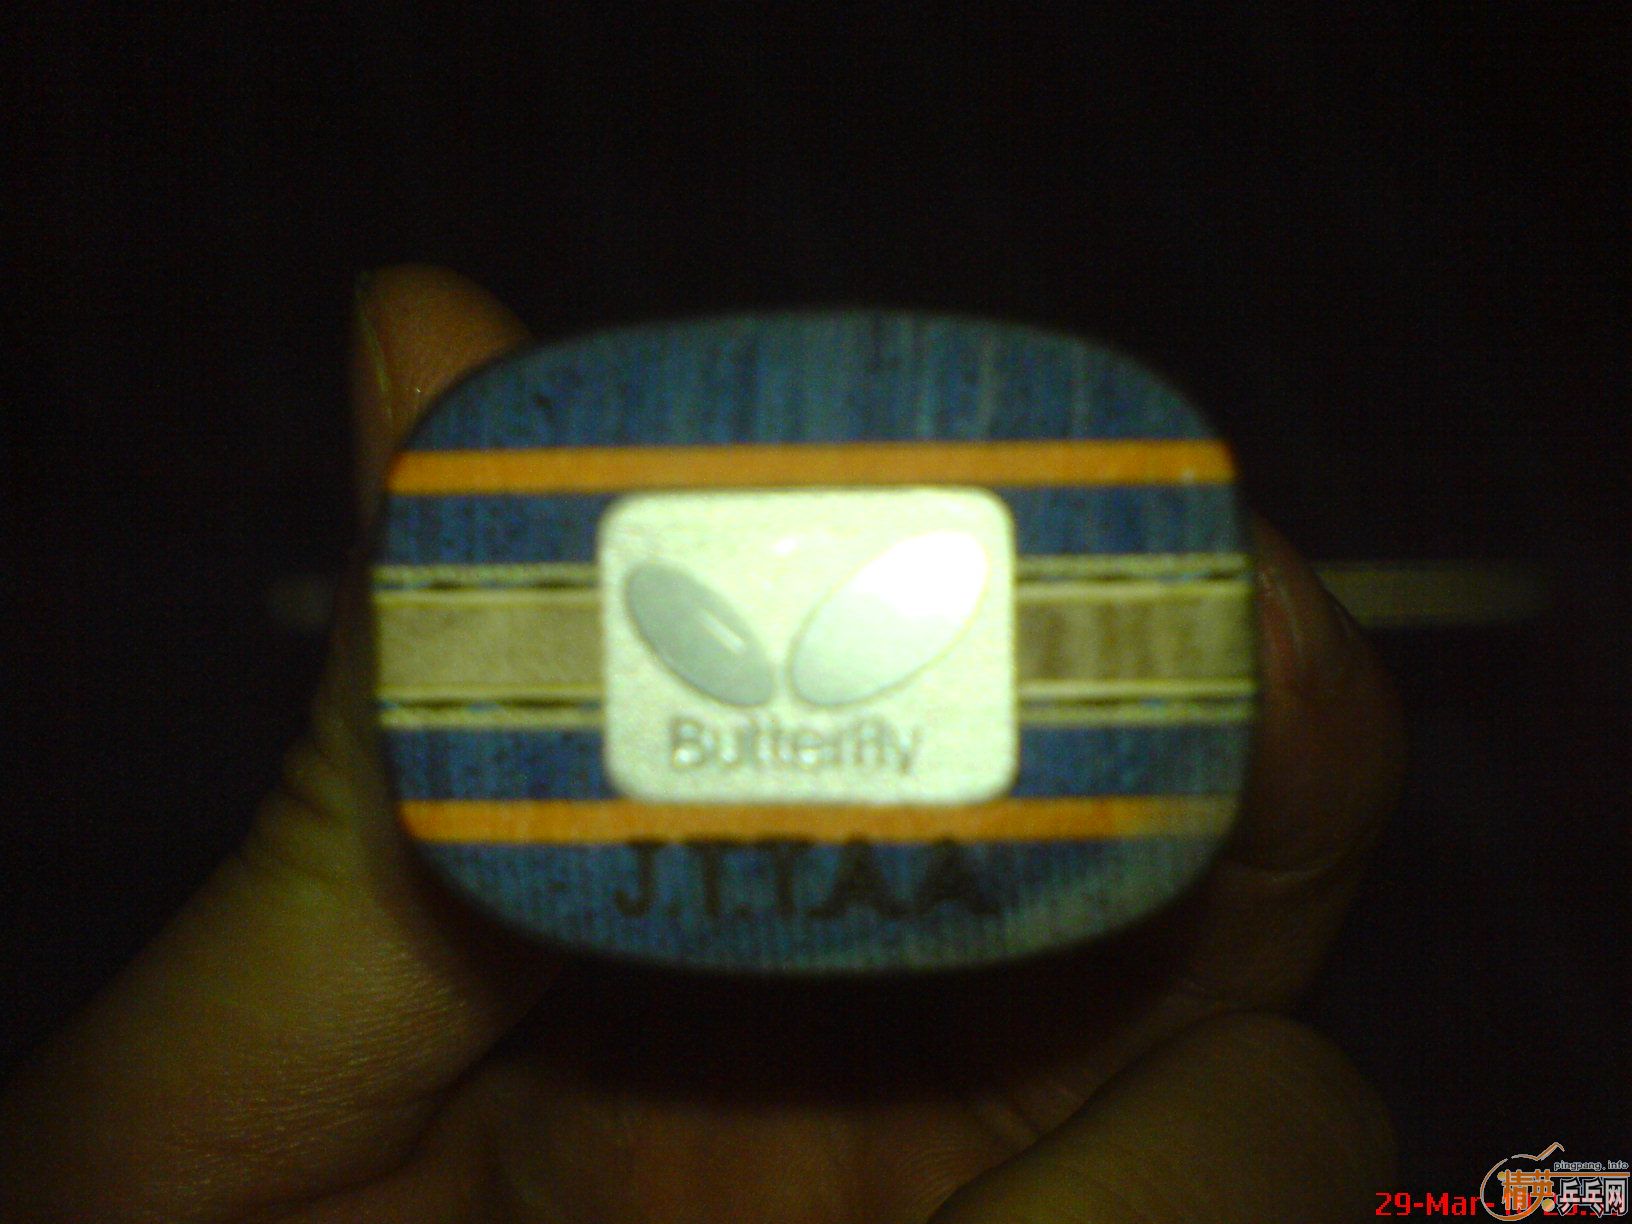 Butterfly
J.T.T.A.A
pingpang.info
精英乒乓网
29-Mar-